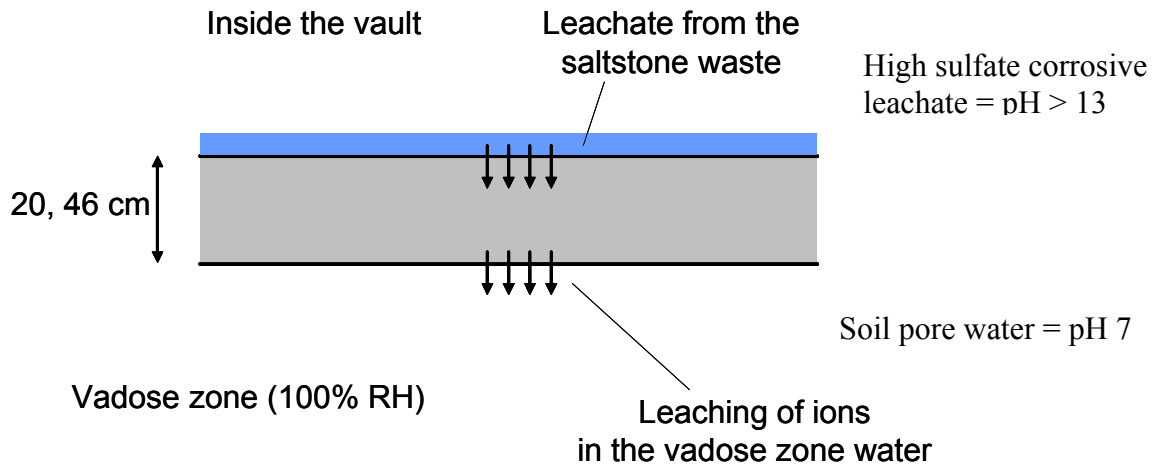 Inside the vault
Leachate from the
saltstone waste
High sulfate corrosive
leachate = pH > 13
20, 46 cm
Soil pore water = pH 7
Vadose zone (100% RH)
Leaching of ions
in the vadose zone water